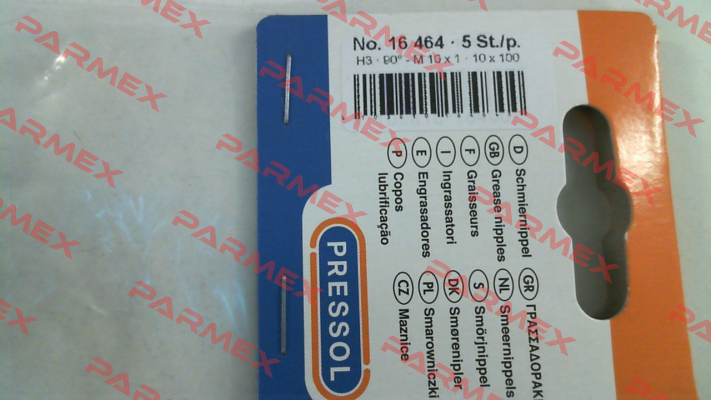 No. 16 464 · 5 St./p.
H3 · 90° - M 10 x 1 · 10 x 100
D Schmiernippel
GB Grease nipples
F Graisseurs
I Ingrassatori
E Engrasadores
P Copos
lubrificação
GR ΓΡΑΣΣΑΔΟΡΑΚΙ
NL Smeernippels
S Smörjnippel
DK Smørenipler
PL Smarowniczki
CZ Maznice
PRESSOL
PARMEX